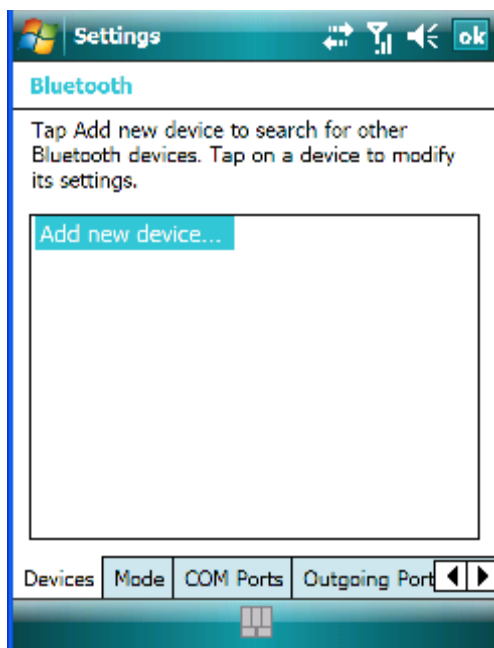 Settings
ok
Bluetooth
Tap Add new device to search for other
Bluetooth devices. Tap on a device to modify
its settings.
Add new device...
Devices
Mode
COM Ports
Outgoing Port